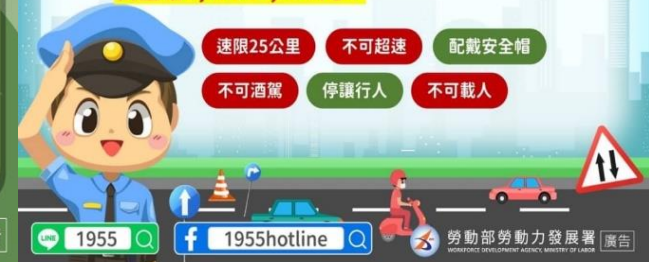 速限25公里 不可超速 配戴安全帽
不可酒駕 停讓行人 不可載人
LINE 1955
f 1955hotline
勞動部勞動力發展署 廣告
WORKFORCE DEVELOPMENT AGENCY, MINISTRY OF LABOR